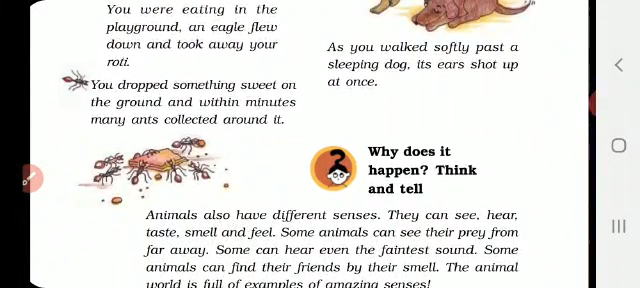 You were eating in the
playground, an eagle flew
down and took away your
roti.
You dropped something sweet on
the ground and within minutes
many ants collected around it.
As you walked softly past a
sleeping dog, its ears shot up
at once.
Why does it
happen? Think
and tell
Animals also have different senses. They can see, hear,
taste, smell and feel. Some animals can see their prey from
far away. Some can hear even the faintest sound. Some
animals can find their friends by their smell. The animal
world is full of examples of amazing senses!